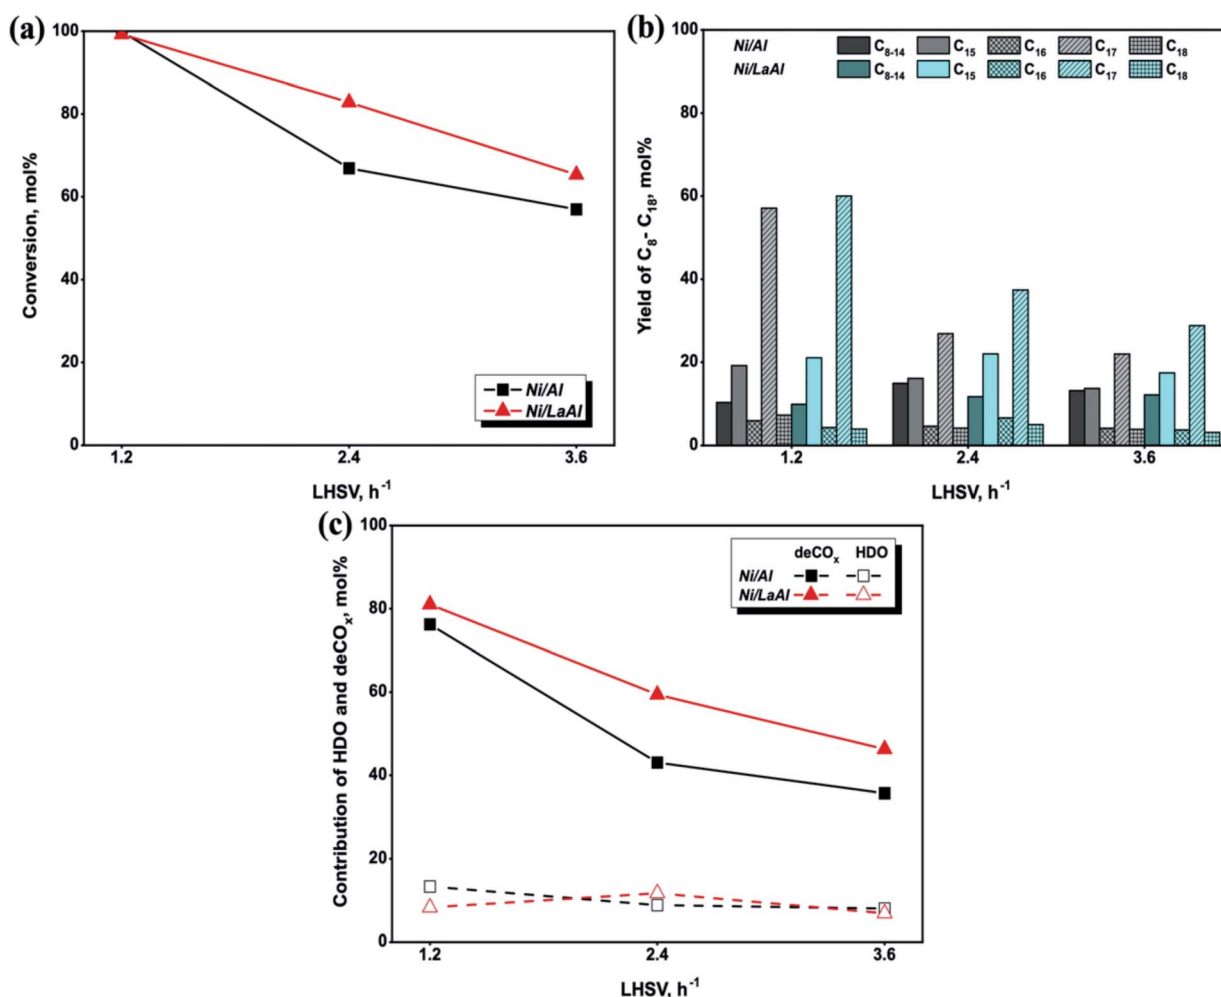 (a)
100
80
60
40
20
0
Conversion, mol%
Ni/Al
Ni/LaAl
1.2 2.4 3.6
LHSV, h⁻¹
(b)
100
80
60
40
20
0
Yield of C₈- C₁₈, mol%
Ni/Al C₈₋₁₄ C₁₅ C₁₆ C₁₇ C₁₈
Ni/LaAl C₈₋₁₄ C₁₅ C₁₆ C₁₇ C₁₈
1.2 2.4 3.6
LHSV, h⁻¹
(c)
100
80
60
40
20
0
Contribution of HDO and deCOₓ, mol%
deCOₓ HDO
Ni/Al
Ni/LaAl
1.2 2.4 3.6
LHSV, h⁻¹